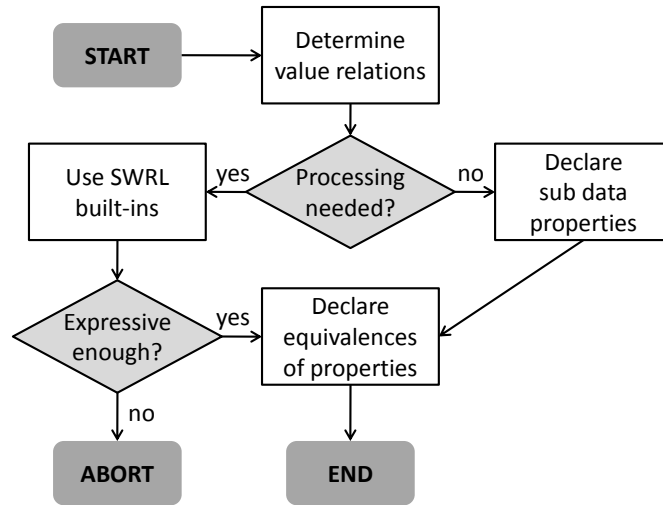 START
Determine
value relations
yes
no
Use SWRL
built-ins
Processing
needed?
Declare
sub data
properties
Expressive
enough?
yes
Declare
equivalences
of properties
no
ABORT
END